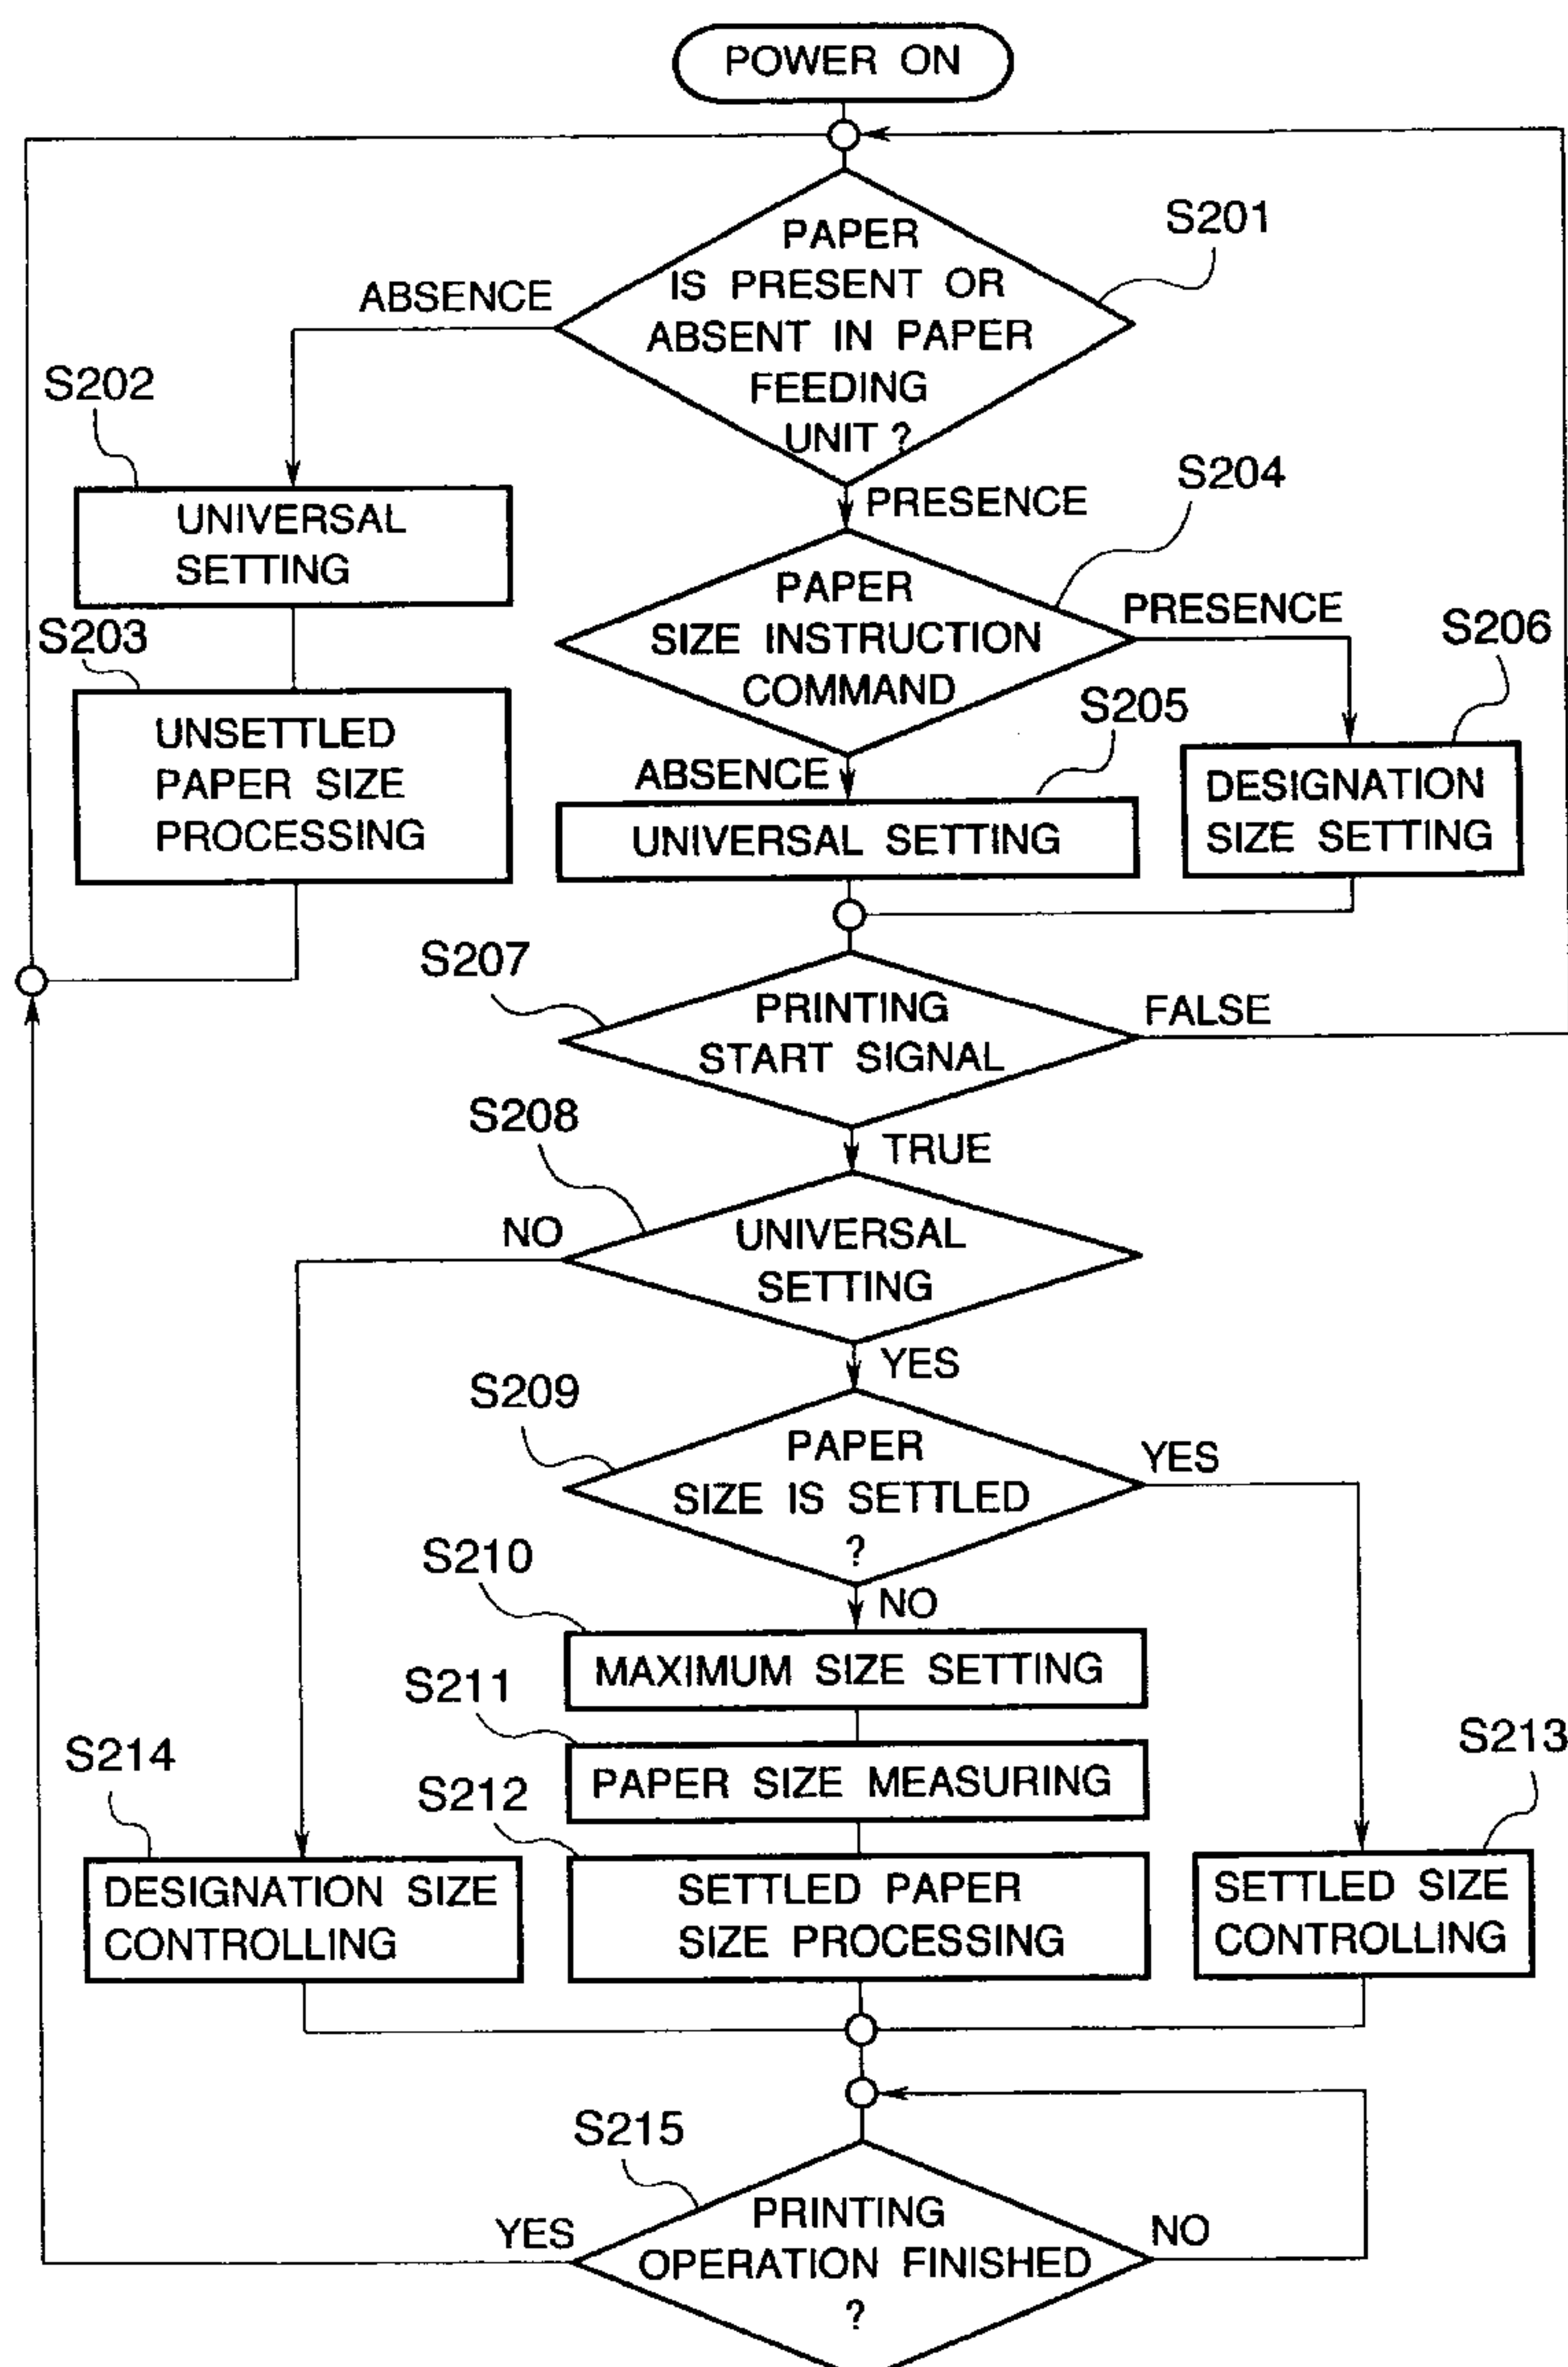 POWER ON
S201
PAPER
IS PRESENT OR
ABSENT IN PAPER
FEEDING
UNIT ?
ABSENCE
S202
PRESENCE
S204
UNIVERSAL
SETTING
PAPER
SIZE INSTRUCTION
COMMAND
PRESENCE
S206
S203
UNSETTLED
PAPER SIZE
PROCESSING
S205
ABSENCE
UNIVERSAL SETTING
DESIGNATION
SIZE SETTING
S207
PRINTING
START SIGNAL
FALSE
S208
TRUE
NO
UNIVERSAL
SETTING
YES
S209
PAPER
SIZE IS SETTLED
?
YES
S210
NO
MAXIMUM SIZE SETTING
S211
PAPER SIZE MEASURING
S214
S212
S213
DESIGNATION SIZE
CONTROLLING
SETTLED PAPER
SIZE PROCESSING
SETTLED SIZE
CONTROLLING
S215
PRINTING
OPERATION FINISHED
?
YES
NO